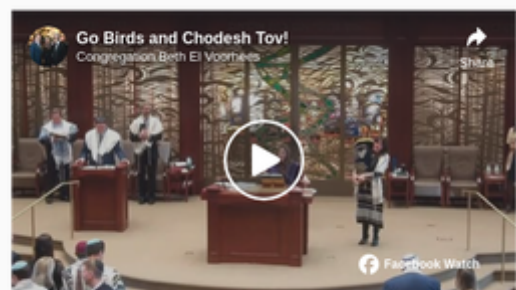 Go Birds and Chodesh Tov!
Congregation Beth El Voorhees
Share
Facebook Watch